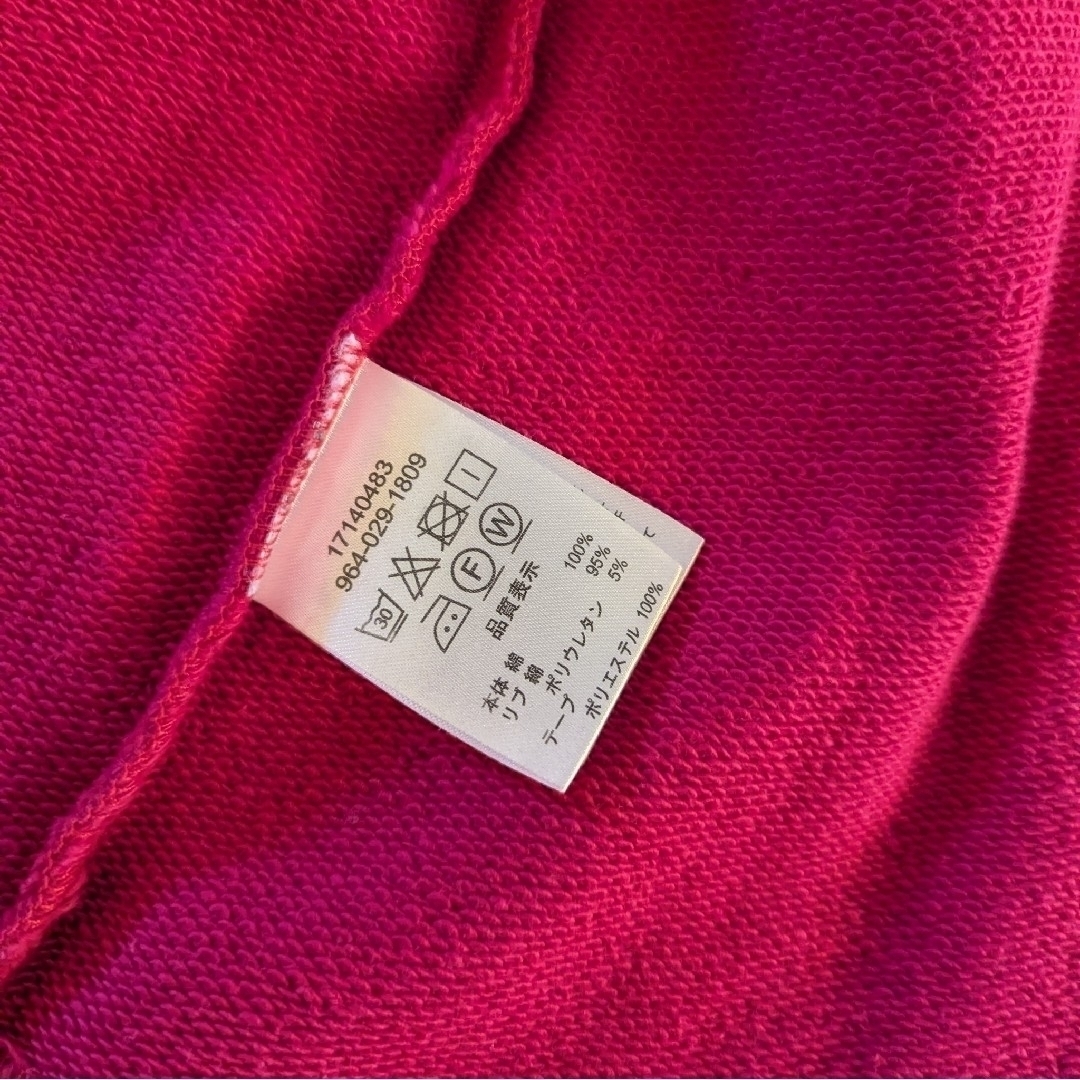 17140483
964-029-1809
30
F W
品質表示
本体 綿 100%
リブ 綿 95%
ポリウレタン 5%
テープ
ポリエステル 100%